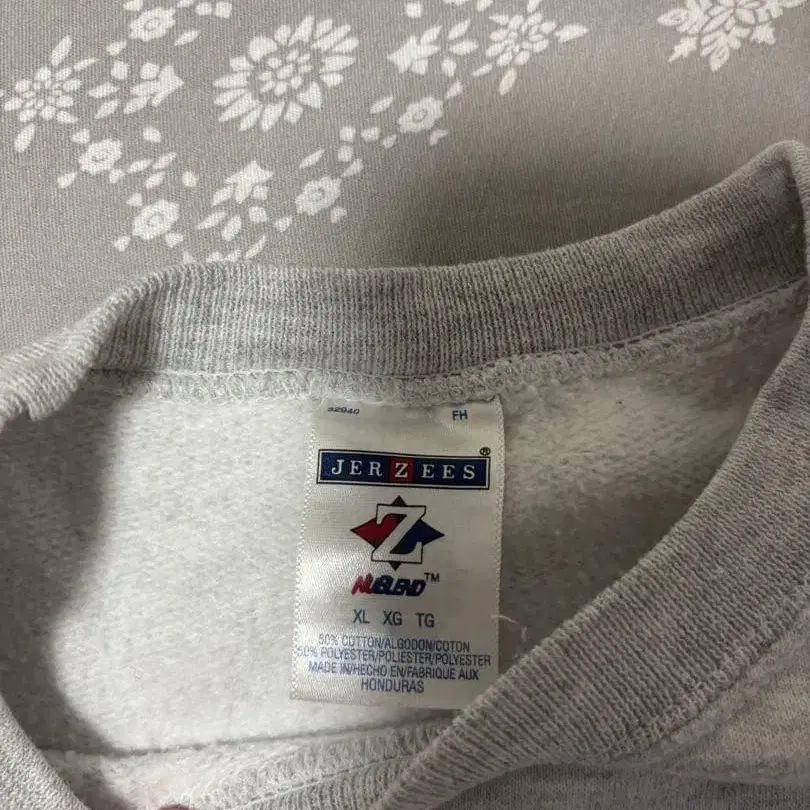 32940 FH
JERZEES®
Z
NUBLEND™
XL XG TG
50% COTTON/ALGODON/COTON
50% POLYESTER/POLIESTER/POLYESTER
MADE IN/HECHO EN/FABRIQUE AUX
HONDURAS